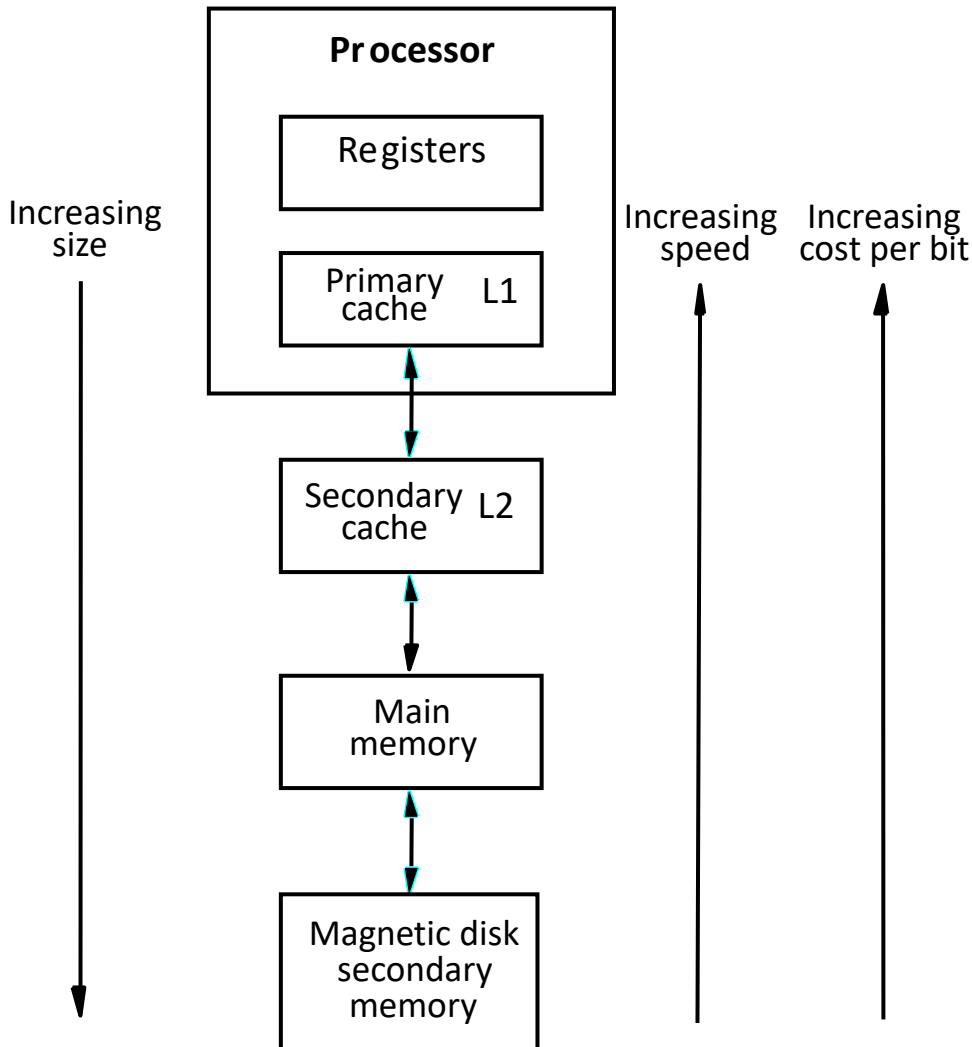 Processor
Registers
Increasing
size
Increasing
speed
Increasing
cost per bit
Primary
cache
L1
Secondary
cache
L2
Main
memory
Magnetic disk
secondary
memory